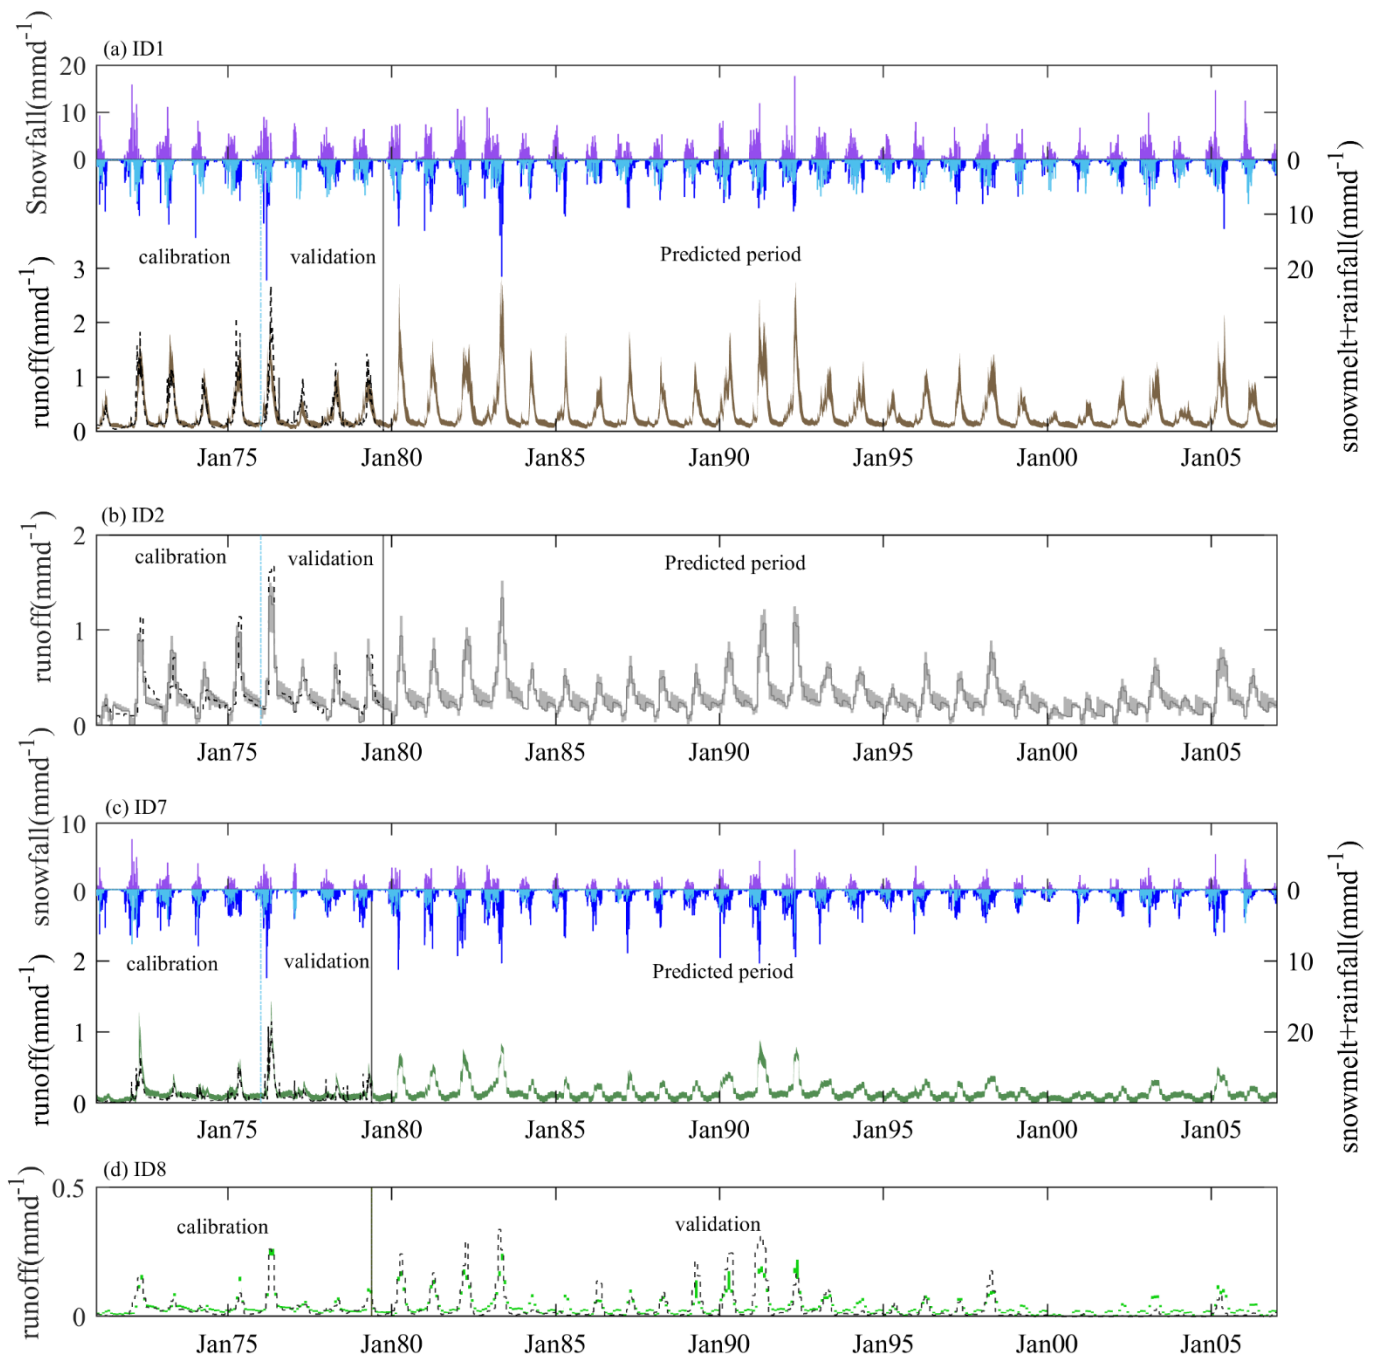 (a) ID1
Snowfall(mmd-1)
20
10
0
0
10
20
snowmelt+rainfall(mmd-1)
calibration
validation
Predicted period
runoff(mmd-1)
3
2
1
0
Jan75 Jan80 Jan85 Jan90 Jan95 Jan00 Jan05
(b) ID2
runoff(mmd-1)
2
1
0
calibration
validation
Predicted period
Jan75 Jan80 Jan85 Jan90 Jan95 Jan00 Jan05
(c) ID7
snowfall(mmd-1)
10
0
0
10
20
snowmelt+rainfall(mmd-1)
calibration
validation
Predicted period
runoff(mmd-1)
2
1
0
Jan75 Jan80 Jan85 Jan90 Jan95 Jan00 Jan05
(d) ID8
runoff(mmd-1)
0.5
0
calibration
validation
Jan75 Jan80 Jan85 Jan90 Jan95 Jan00 Jan05